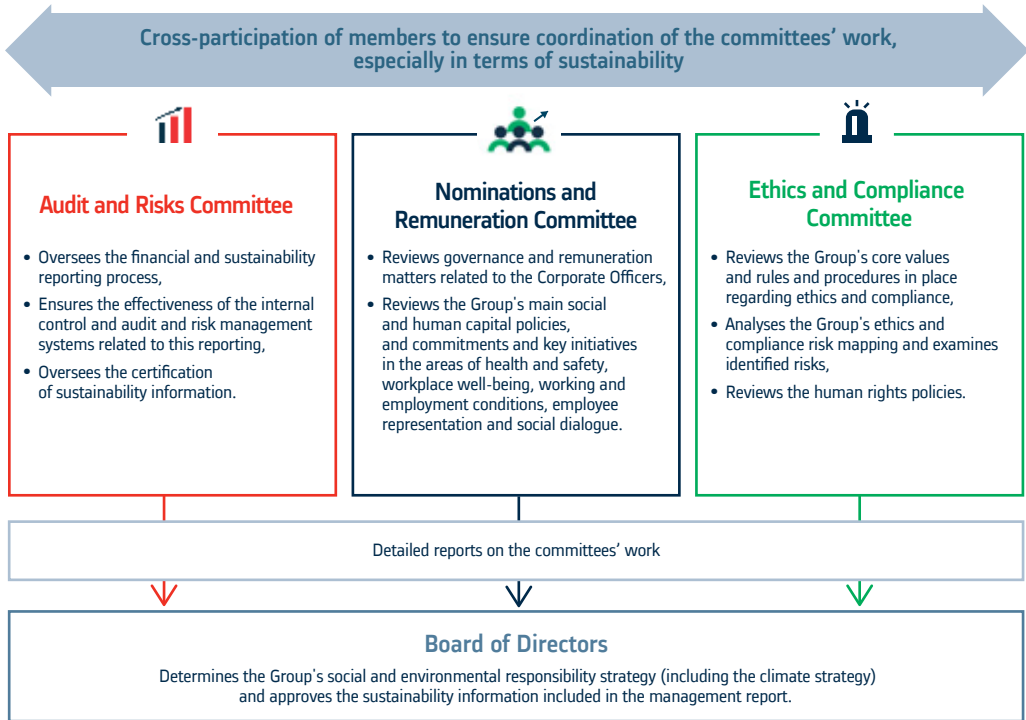 Cross-participation of members to ensure coordination of the committees' work,
especially in terms of sustainability
Audit and Risks Committee
• Oversees the financial and sustainability
reporting process,
• Ensures the effectiveness of the internal
control and audit and risk management
systems related to this reporting,
• Oversees the certification
of sustainability information.
Nominations and
Remuneration Committee
• Reviews governance and remuneration
matters related to the Corporate Officers,
• Reviews the Group's main social
and human capital policies,
and commitments and key initiatives
in the areas of health and safety,
workplace well-being, working and
employment conditions, employee
representation and social dialogue.
Ethics and Compliance
Committee
• Reviews the Group's core values
and rules and procedures in place
regarding ethics and compliance,
• Analyses the Group's ethics and
compliance risk mapping and examines
identified risks,
• Reviews the human rights policies.
Detailed reports on the committees' work
Board of Directors
Determines the Group's social and environmental responsibility strategy (including the climate strategy)
and approves the sustainability information included in the management report.